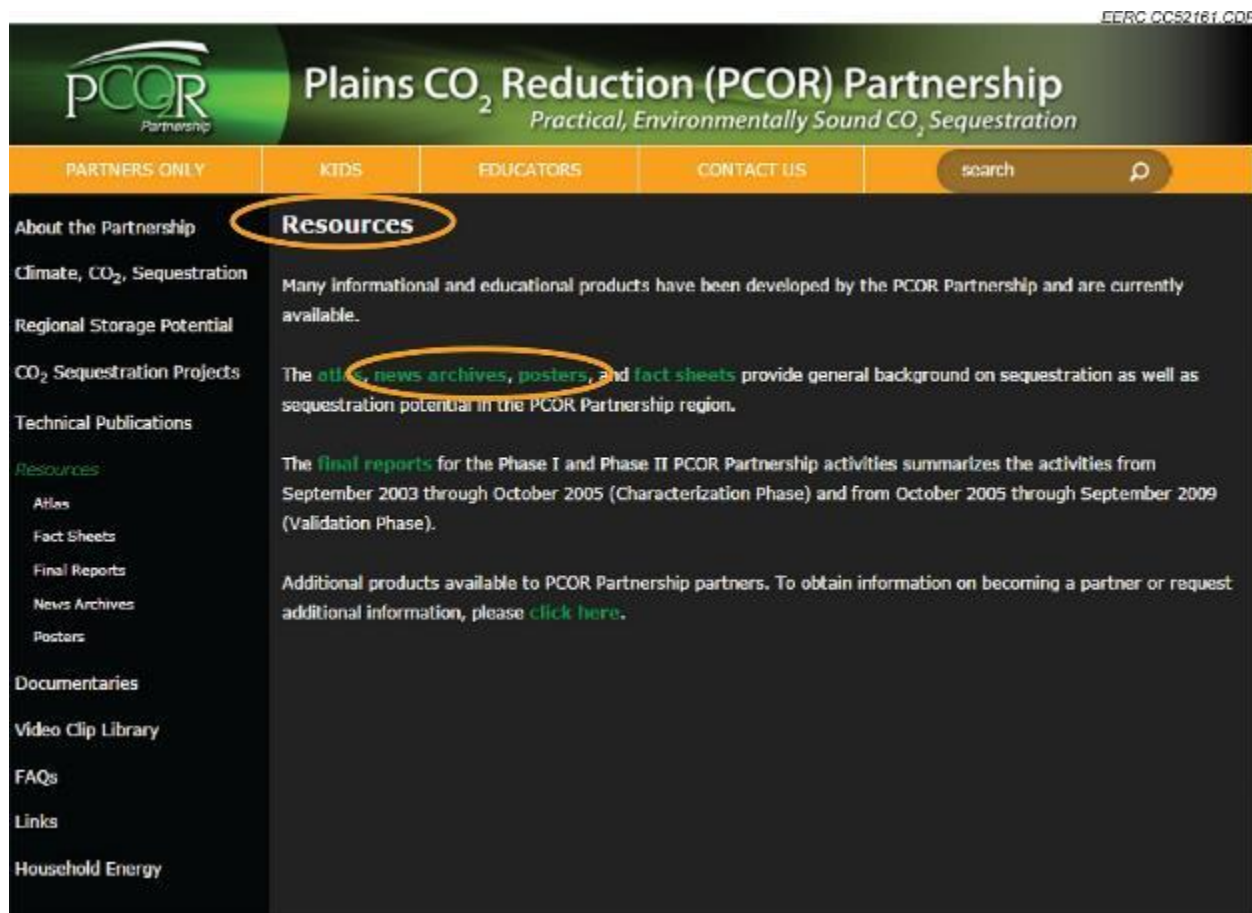 EERC CC52161.CDR
PCOR
Partnership
Plains CO2 Reduction (PCOR) Partnership
Practical, Environmentally Sound CO2 Sequestration
PARTNERS ONLY
KIDS
EDUCATORS
CONTACT US
search
About the Partnership
Climate, CO2, Sequestration
Regional Storage Potential
CO2 Sequestration Projects
Technical Publications
Resources
Atlas
Fact Sheets
Final Reports
News Archives
Posters
Documentaries
Video Clip Library
FAQs
Links
Household Energy
Resources
Many informational and educational products have been developed by the PCOR Partnership and are currently
available.
The atlas, news archives, posters, and fact sheets provide general background on sequestration as well as
sequestration potential in the PCOR Partnership region.
The final reports for the Phase I and Phase II PCOR Partnership activities summarizes the activities from
September 2003 through October 2005 (Characterization Phase) and from October 2005 through September 2009
(Validation Phase).
Additional products available to PCOR Partnership partners. To obtain information on becoming a partner or request
additional information, please click here.